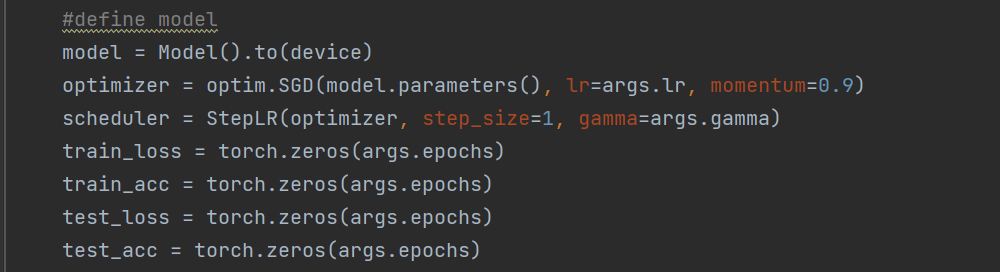 #define model
model = Model().to(device)
optimizer = optim.SGD(model.parameters(), lr=args.lr, momentum=0.9)
scheduler = StepLR(optimizer, step_size=1, gamma=args.gamma)
train_loss = torch.zeros(args.epochs)
train_acc = torch.zeros(args.epochs)
test_loss = torch.zeros(args.epochs)
test_acc = torch.zeros(args.epochs)